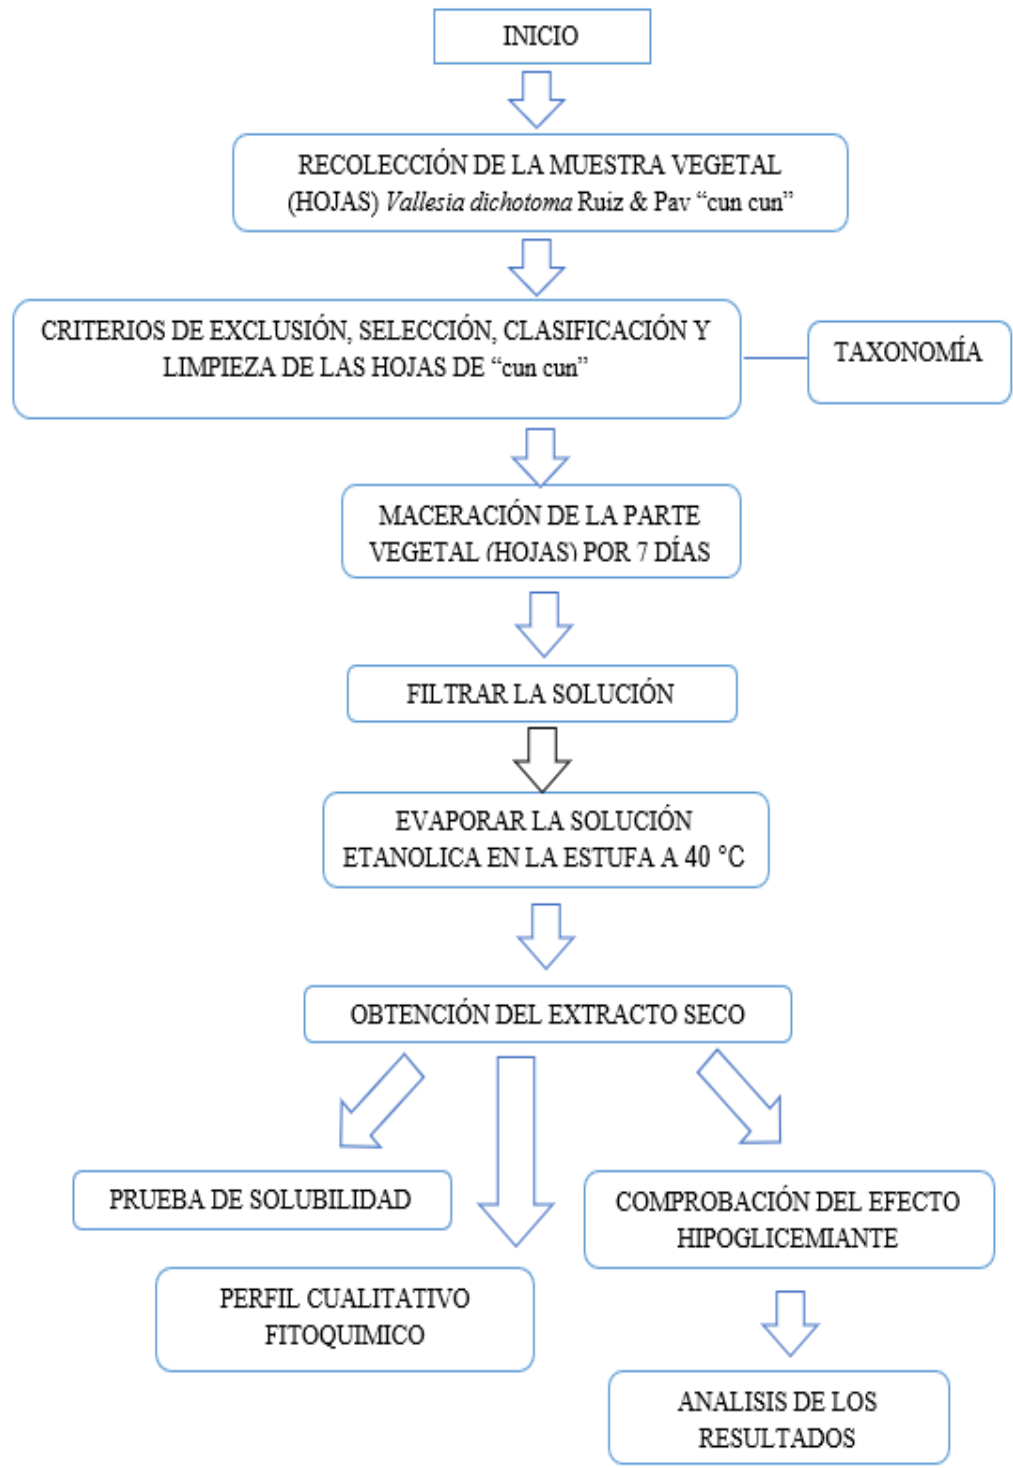 INICIO
RECOLECCIÓN DE LA MUESTRA VEGETAL
(HOJAS) Vallesia dichotoma Ruiz & Pav “cun cun”
CRITERIOS DE EXCLUSIÓN, SELECCIÓN, CLASIFICACIÓN Y
LIMPIEZA DE LAS HOJAS DE “cun cun”
TAXONOMÍA
MACERACIÓN DE LA PARTE
VEGETAL (HOJAS) POR 7 DÍAS
FILTRAR LA SOLUCIÓN
EVAPORAR LA SOLUCIÓN
ETANOLICA EN LA ESTUFA A 40 °C
OBTENCIÓN DEL EXTRACTO SECO
PRUEBA DE SOLUBILIDAD
COMPROBACIÓN DEL EFECTO
HIPOGLICEMIANTE
PERFIL CUALITATIVO
FITOQUIMICO
ANALISIS DE LOS
RESULTADOS